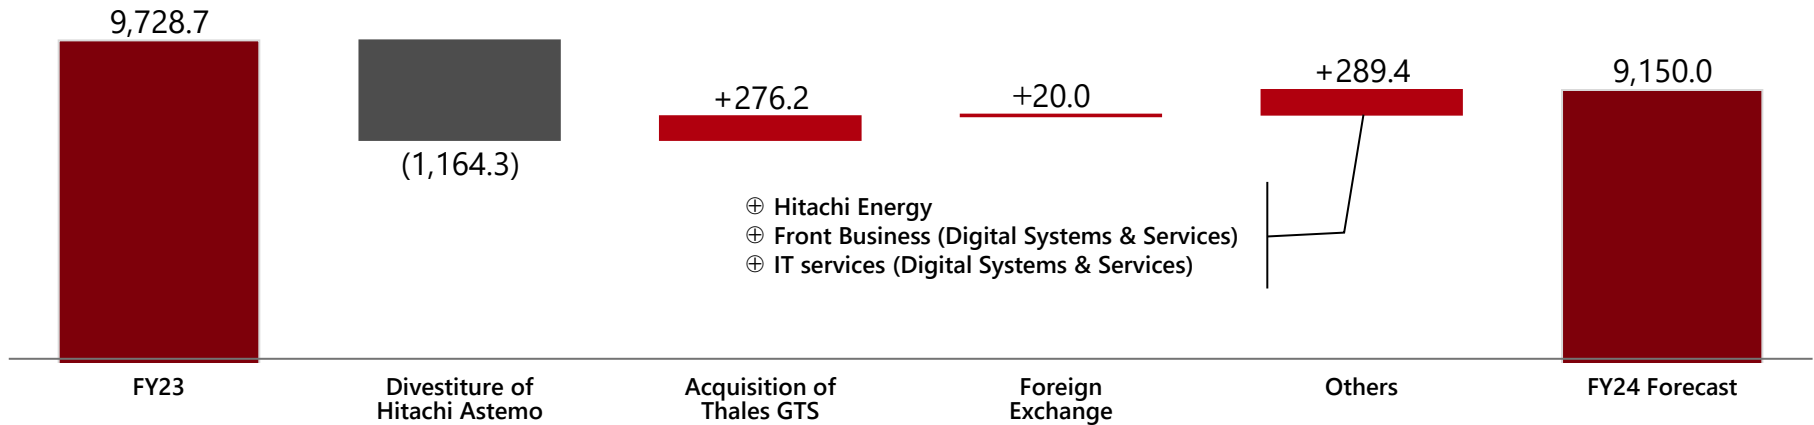 9,728.7
(1,164.3)
+276.2
+20.0
+289.4
9,150.0
⊕ Hitachi Energy
⊕ Front Business (Digital Systems & Services)
⊕ IT services (Digital Systems & Services)
FY23
Divestiture of
Hitachi Astemo
Acquisition of
Thales GTS
Foreign
Exchange
Others
FY24 Forecast